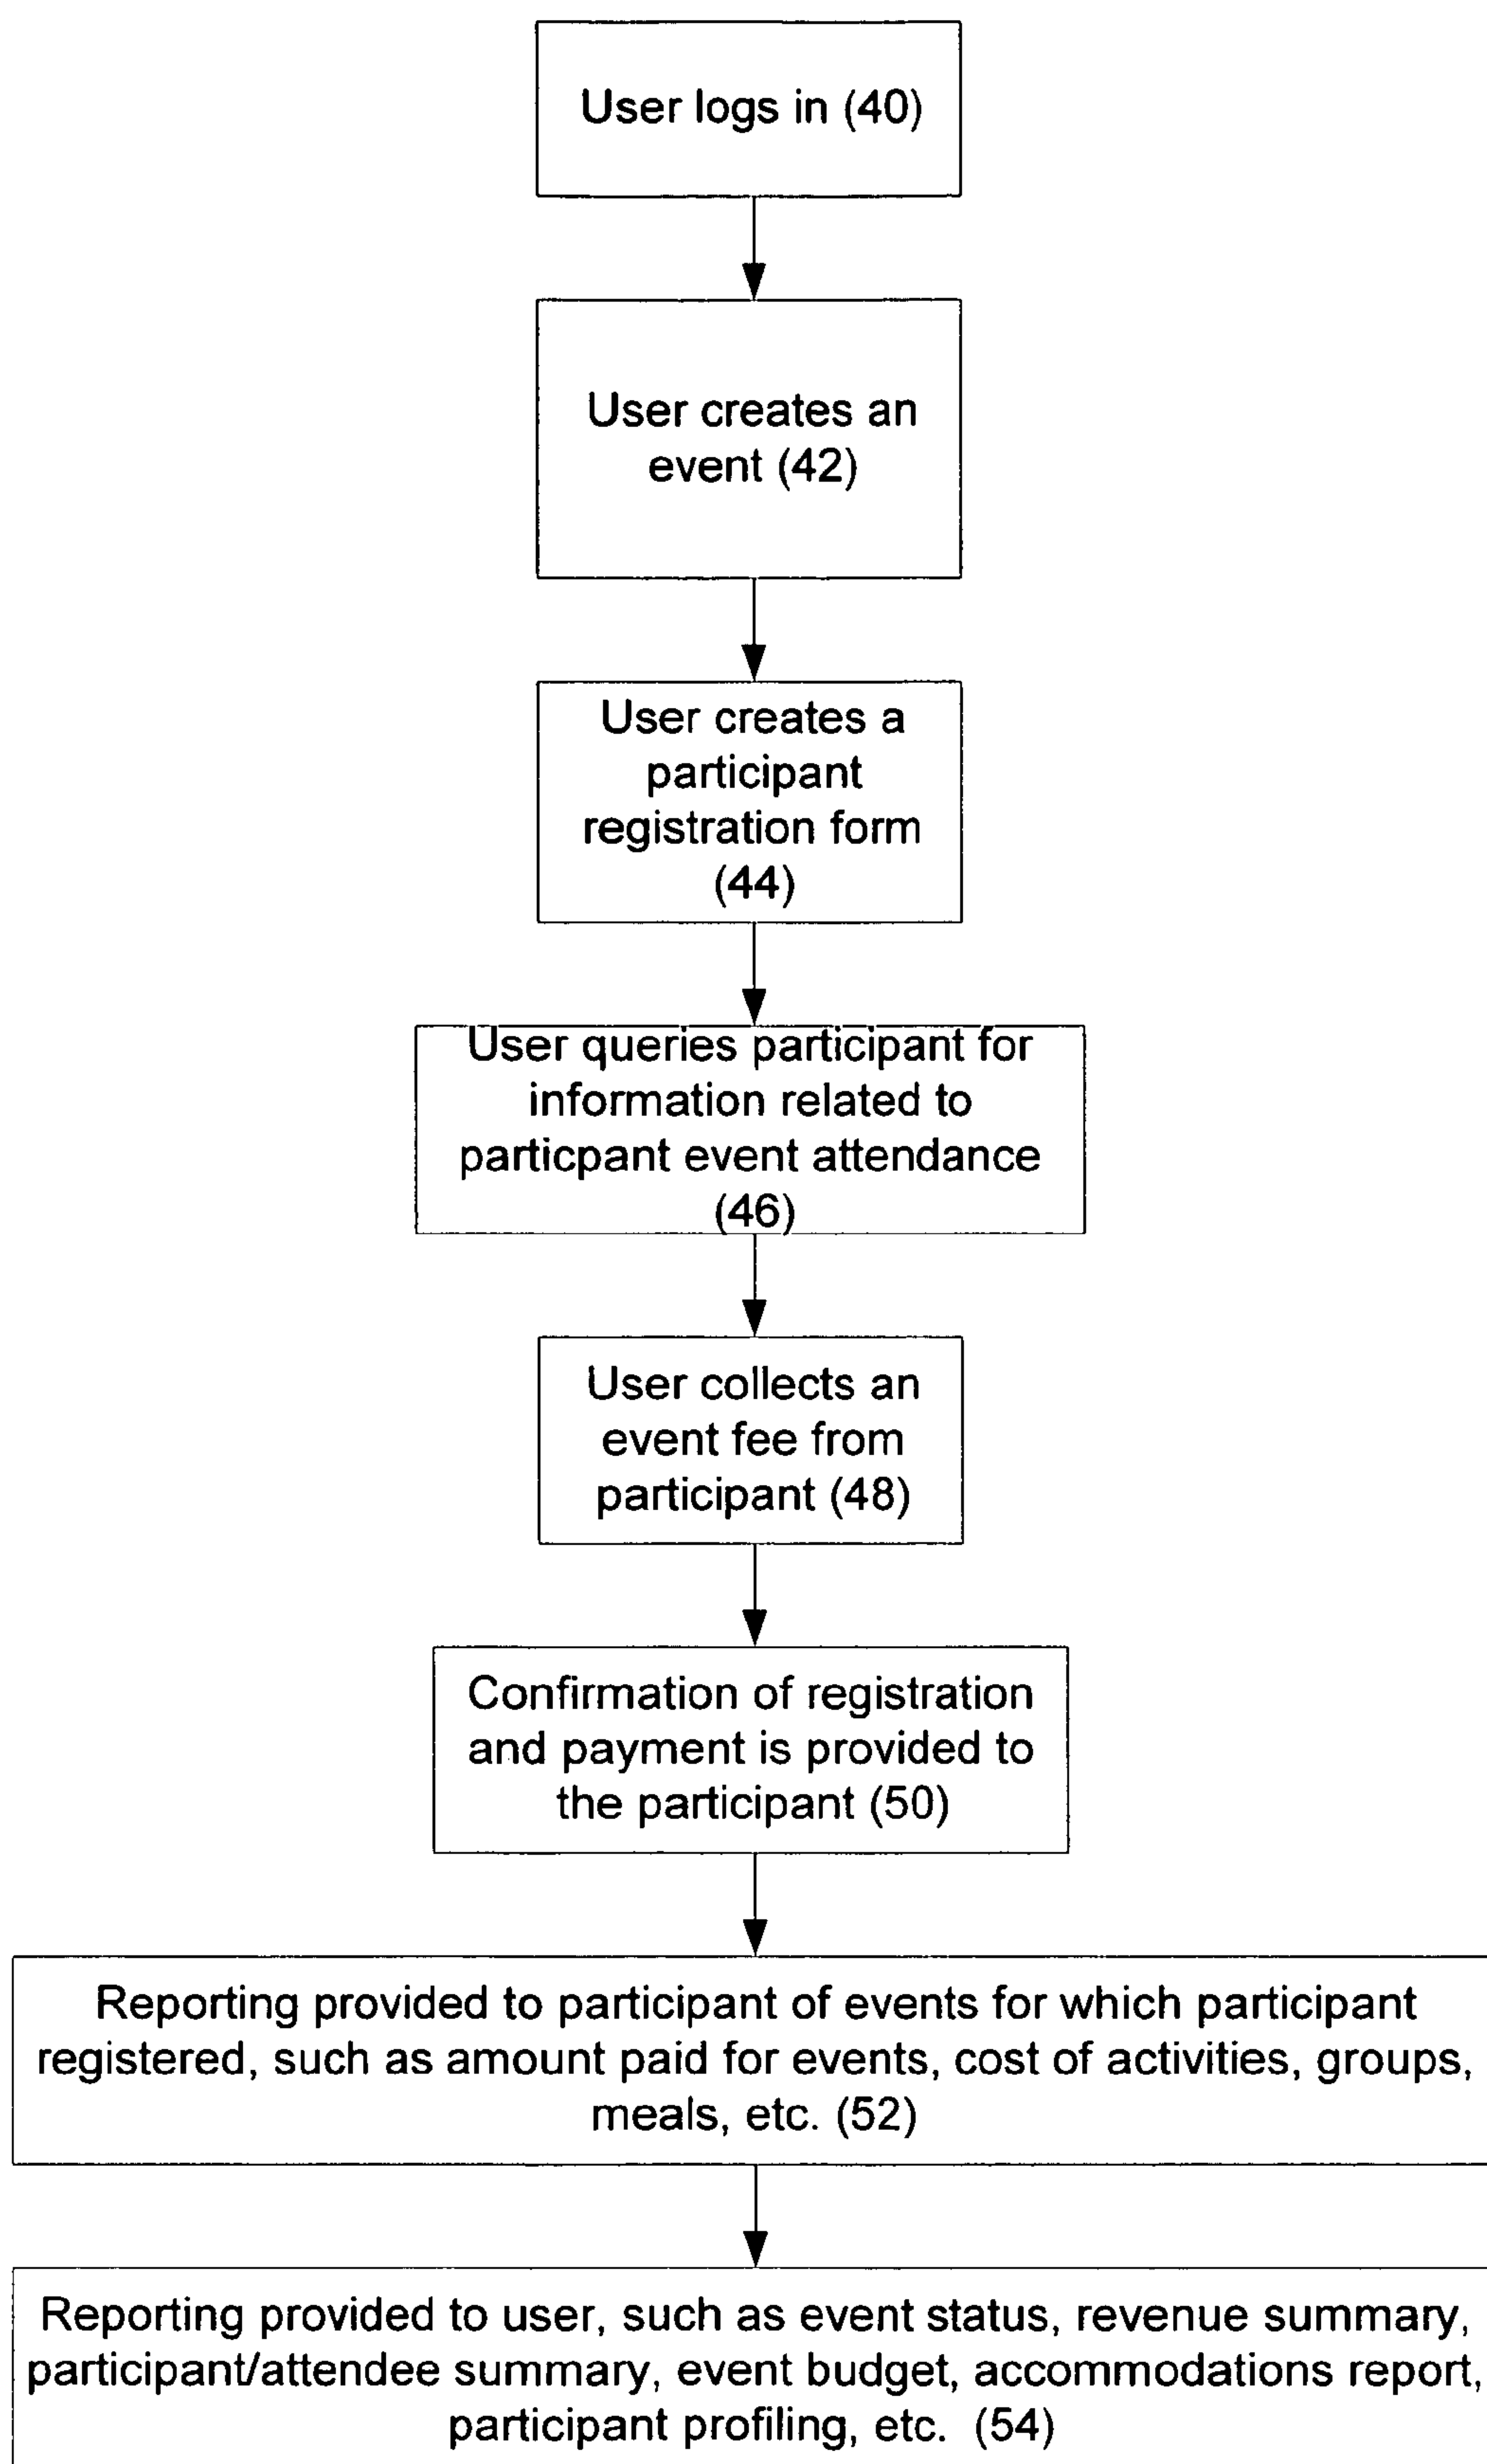 User logs in (40)
User creates an
event (42)
User creates a
participant
registration form
(44)
User queries participant for
information related to
particpant event attendance
(46)
User collects an
event fee from
participant (48)
Confirmation of registration
and payment is provided to
the participant (50)
Reporting provided to participant of events for which participant
registered, such as amount paid for events, cost of activities, groups,
meals, etc. (52)
Reporting provided to user, such as event status, revenue summary,
participant/attendee summary, event budget, accommodations report,
participant profiling, etc. (54)